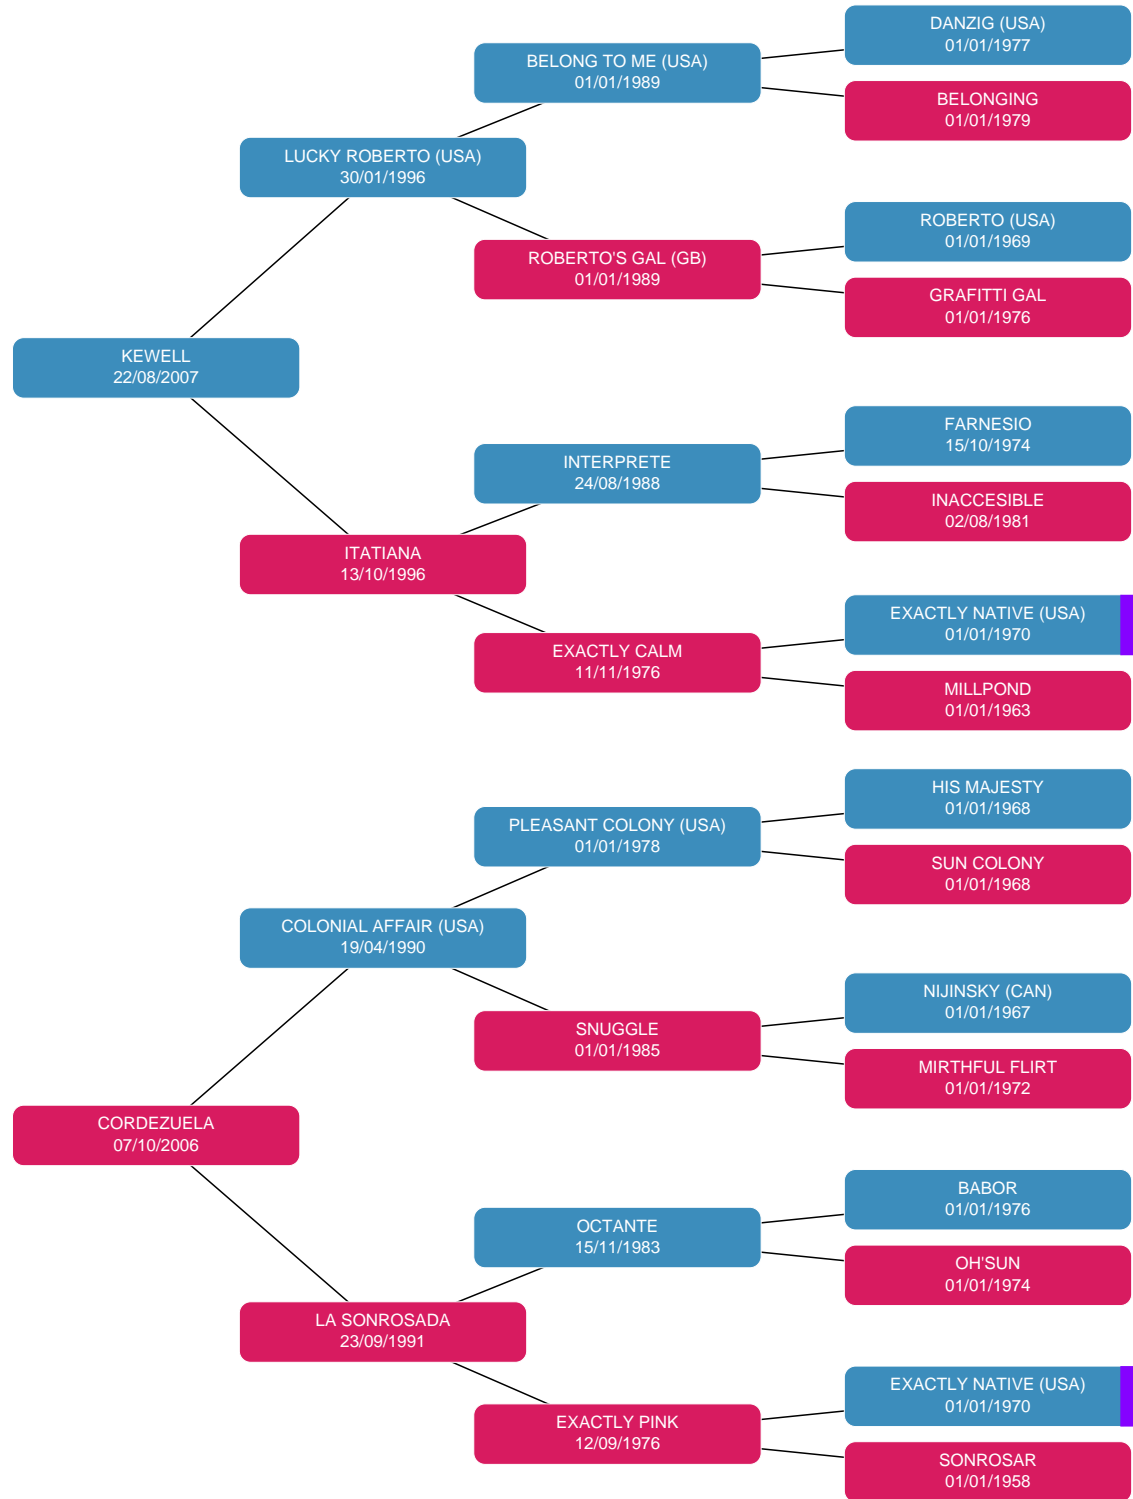 DANZIG (USA)
01/01/1977
BELONG TO ME (USA)
01/01/1989
BELONGING
01/01/1979
LUCKY ROBERTO (USA)
30/01/1996
ROBERTO (USA)
01/01/1969
ROBERTO'S GAL (GB)
01/01/1989
GRAFITTI GAL
01/01/1976
KEWELL
22/08/2007
FARNESIO
15/10/1974
INTERPRETE
24/08/1988
INACCESIBLE
02/08/1981
ITATIANA
13/10/1996
EXACTLY NATIVE (USA)
01/01/1970
EXACTLY CALM
11/11/1976
MILLPOND
01/01/1963
HIS MAJESTY
01/01/1968
PLEASANT COLONY (USA)
01/01/1978
SUN COLONY
01/01/1968
COLONIAL AFFAIR (USA)
19/04/1990
NIJINSKY (CAN)
01/01/1967
SNUGGLE
01/01/1985
MIRTHFUL FLIRT
01/01/1972
CORDEZUELA
07/10/2006
BABOR
01/01/1976
OCTANTE
15/11/1983
OH'SUN
01/01/1974
LA SONROSADA
23/09/1991
EXACTLY NATIVE (USA)
01/01/1970
EXACTLY PINK
12/09/1976
SONROSAR
01/01/1958